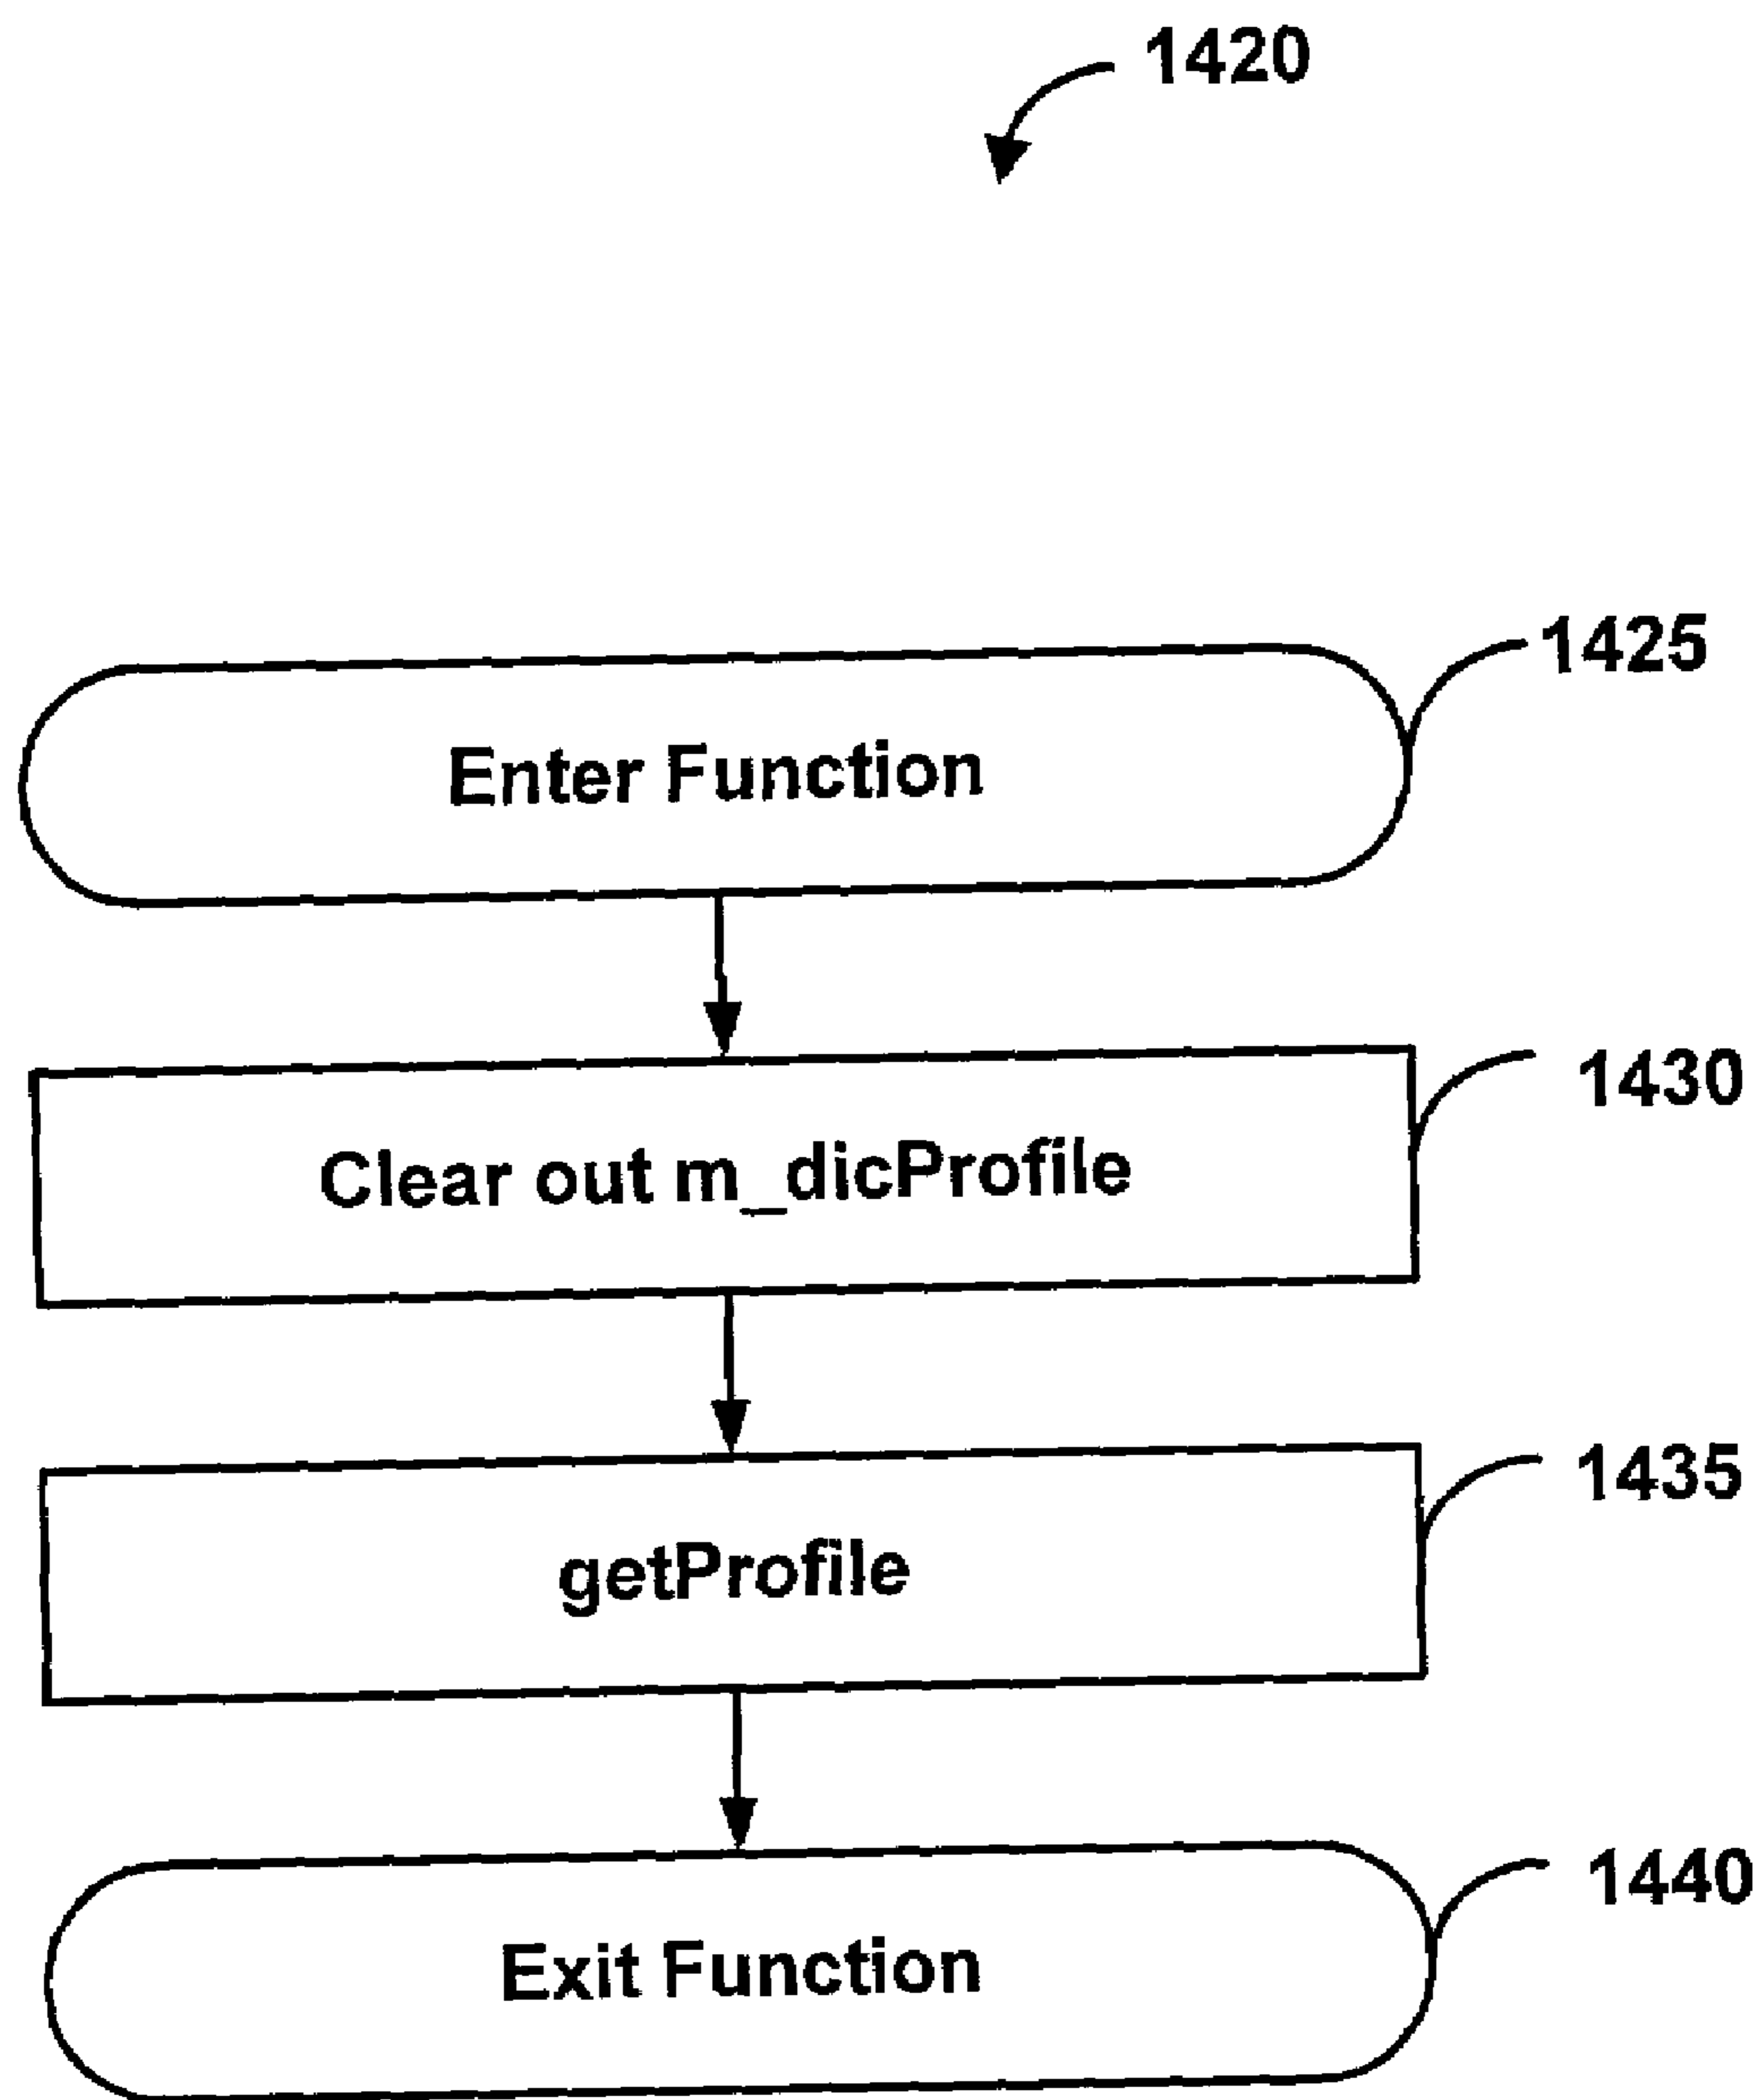 1420
1425
Enter Function
1430
Clear out m_dicProfile
1435
getProfile
1440
Exit Function